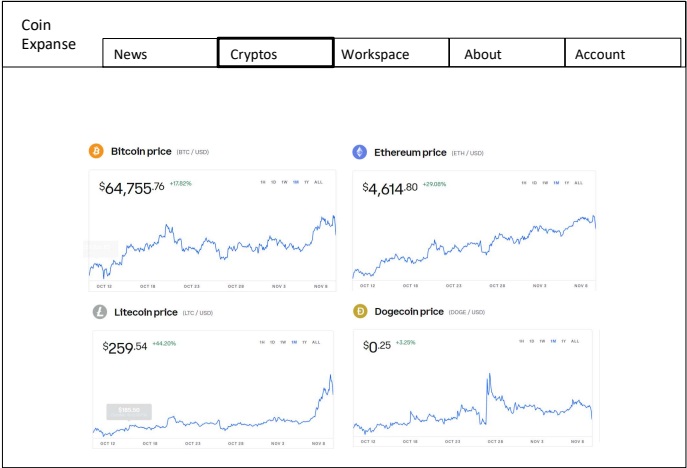 Coin
Expanse
News Cryptos Workspace About Account
Bitcoin price (BTC / USD)
$64,755.76 +17.82%
1H 1D 1W 1M 1Y ALL
OCT 12 OCT 18 OCT 23 OCT 28 NOV 3 NOV 8
Ethereum price (ETH / USD)
$4,614.80 +29.08%
1H 1D 1W 1M 1Y ALL
OCT 12 OCT 18 OCT 23 OCT 28 NOV 3 NOV 8
Litecoin price (LTC / USD)
$259.54 +44.20%
1H 1D 1W 1M 1Y ALL
OCT 12 OCT 18 OCT 23 OCT 28 NOV 3 NOV 8
Dogecoin price (DOGE / USD)
$0.25 +3.25%
1H 1D 1W 1M 1Y ALL
OCT 12 OCT 18 OCT 23 OCT 28 NOV 3 NOV 8